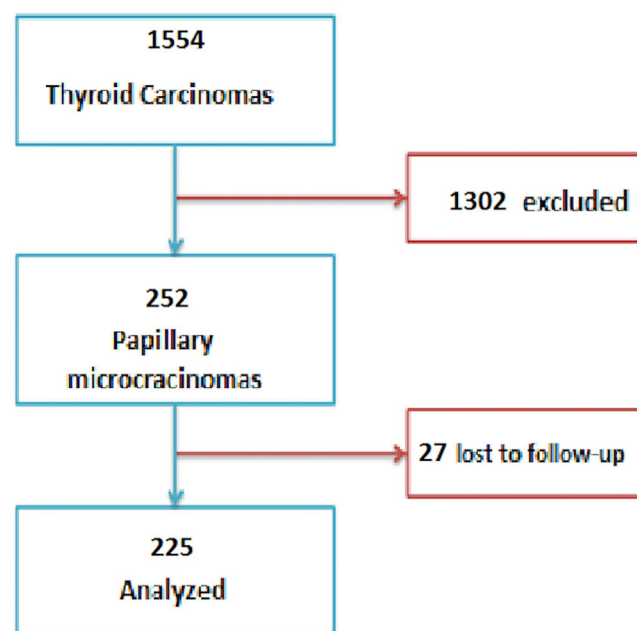 1554
Thyroid Carcinomas
1302 excluded
252
Papillary
microcracinomas
27 lost to follow-up
225
Analyzed